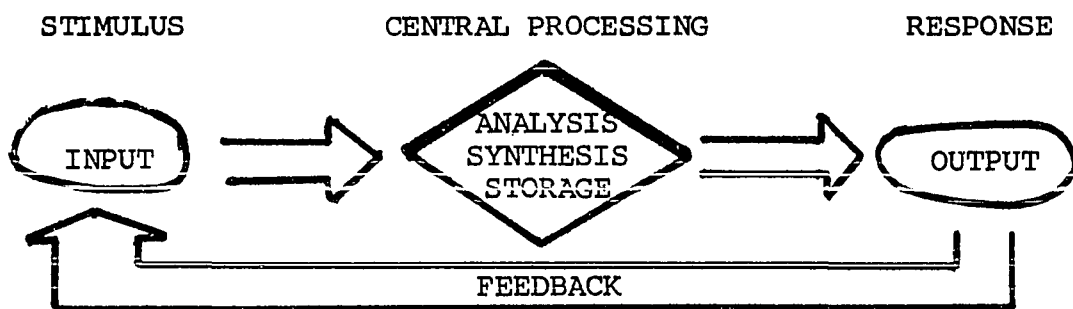 STIMULUS
CENTRAL PROCESSING
RESPONSE
INPUT
ANALYSIS
SYNTHESIS
STORAGE
OUTPUT
FEEDBACK